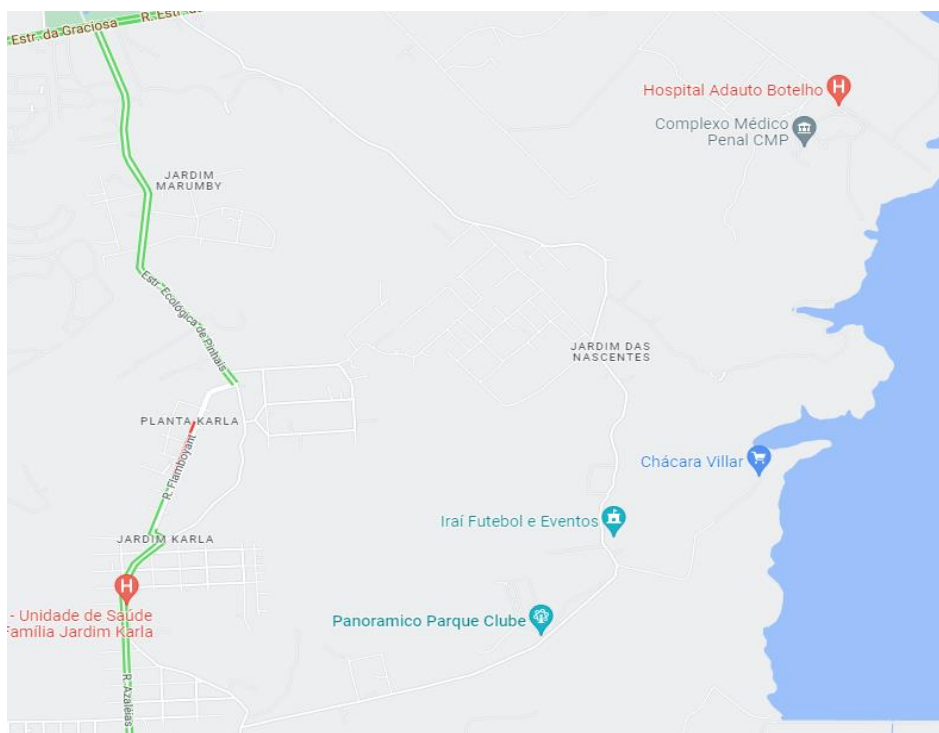 Estr. da Graciosa
R. Estr. da
Hospital Adauto Botelho
H
Complexo Médico
Penal CMP
JARDIM
MARUMBY
Estr. Ecológica de Pinhais
JARDIM DAS
NASCENTES
PLANTA KARLA
R. Flamboyant
Chácara Villar
Iraí Futebol e Eventos
JARDIM KARLA
H
- Unidade de Saúde
Família Jardim Karla
Panoramico Parque Clube
R. Azaléias